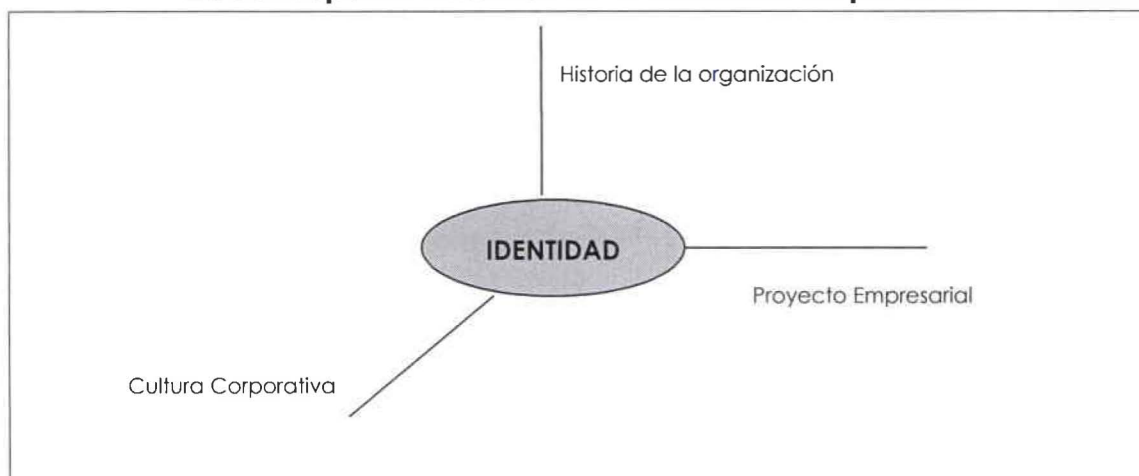 Historia de la organización
IDENTIDAD
Proyecto Empresarial
Cultura Corporativa